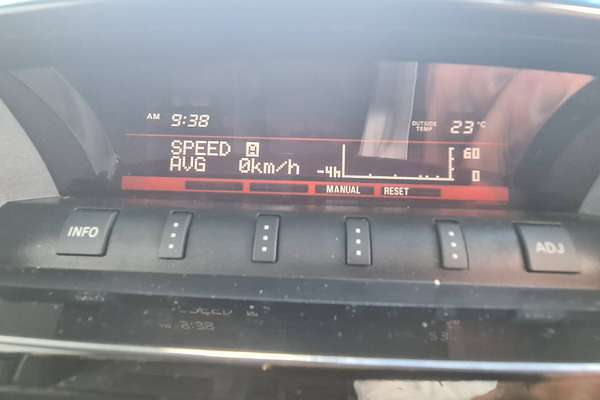 AM 9:38 OUTSIDE TEMP 23°C
SPEED A
AVG 0km/h -4h 60 0
MANUAL RESET
INFO ADJ